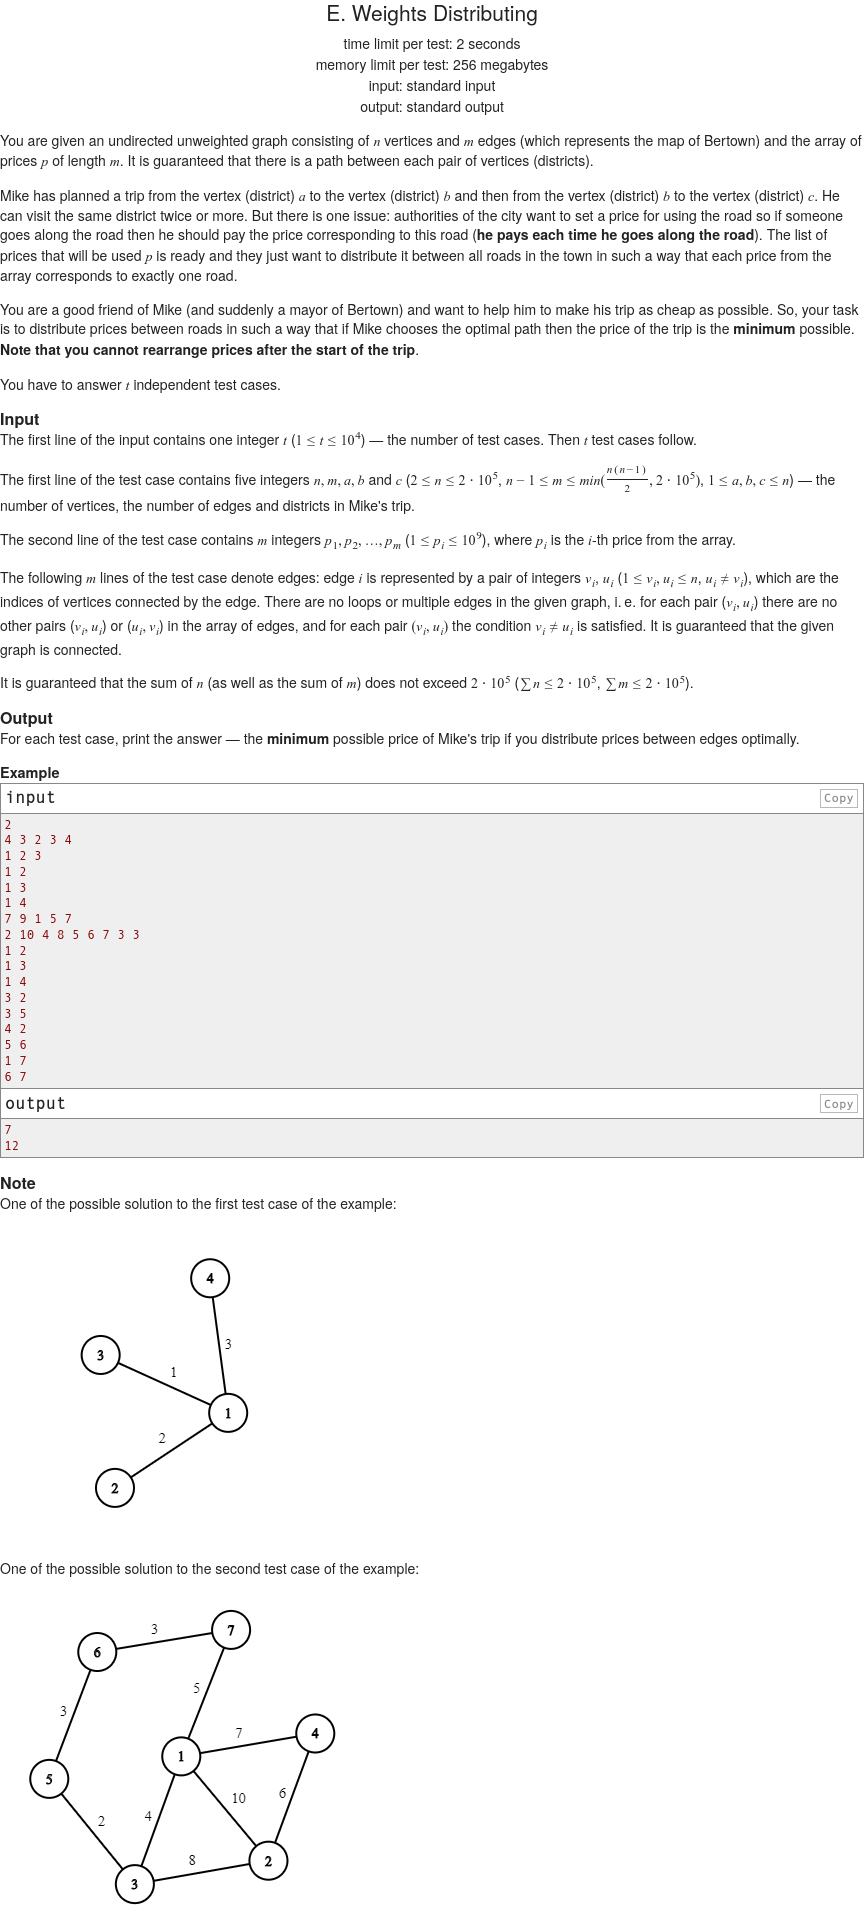 E. Weights Distributing
time limit per test: 2 seconds
memory limit per test: 256 megabytes
input: standard input
output: standard output
You are given an undirected unweighted graph consisting of n vertices and m edges (which represents the map of Bertown) and the array of
prices p of length m. It is guaranteed that there is a path between each pair of vertices (districts).
Mike has planned a trip from the vertex (district) a to the vertex (district) b and then from the vertex (district) b to the vertex (district) c. He
can visit the same district twice or more. But there is one issue: authorities of the city want to set a price for using the road so if someone
goes along the road then he should pay the price corresponding to this road (he pays each time he goes along the road). The list of
prices that will be used p is ready and they just want to distribute it between all roads in the town in such a way that each price from the
array corresponds to exactly one road.
You are a good friend of Mike (and suddenly a mayor of Bertown) and want to help him to make his trip as cheap as possible. So, your task
is to distribute prices between roads in such a way that if Mike chooses the optimal path then the price of the trip is the minimum possible.
Note that you cannot rearrange prices after the start of the trip.
You have to answer t independent test cases.
Input
The first line of the input contains one integer t (1 ≤ t ≤ 10^4) — the number of test cases. Then t test cases follow.
The first line of the test case contains five integers n, m, a, b and c (2 ≤ n ≤ 2 · 10^5, n − 1 ≤ m ≤ min(n(n−1)/2, 2 · 10^5), 1 ≤ a, b, c ≤ n) — the
number of vertices, the number of edges and districts in Mike's trip.
The second line of the test case contains m integers p_1, p_2, …, p_m (1 ≤ p_i ≤ 10^9), where p_i is the i-th price from the array.
The following m lines of the test case denote edges: edge i is represented by a pair of integers v_i, u_i (1 ≤ v_i, u_i ≤ n, u_i ≠ v_i), which are the
indices of vertices connected by the edge. There are no loops or multiple edges in the given graph, i. e. for each pair (v_i, u_i) there are no
other pairs (v_i, u_i) or (u_i, v_i) in the array of edges, and for each pair (v_i, u_i) the condition v_i ≠ u_i is satisfied. It is guaranteed that the given
graph is connected.
It is guaranteed that the sum of n (as well as the sum of m) does not exceed 2 · 10^5 (∑ n ≤ 2 · 10^5, ∑ m ≤ 2 · 10^5).
Output
For each test case, print the answer — the minimum possible price of Mike's trip if you distribute prices between edges optimally.
Example
input
Copy
2
4 3 2 3 4
1 2 3
1 2
1 3
1 4
7 9 1 5 7
2 10 4 8 5 6 7 3 3
1 2
1 3
1 4
3 2
3 5
4 2
5 6
1 7
6 7
output
Copy
7
12
Note
One of the possible solution to the first test case of the example:
4
3
3
1
1
2
2
One of the possible solution to the second test case of the example:
7
3
6
5
3
4
7
1
5
10
6
2
4
8
2
3